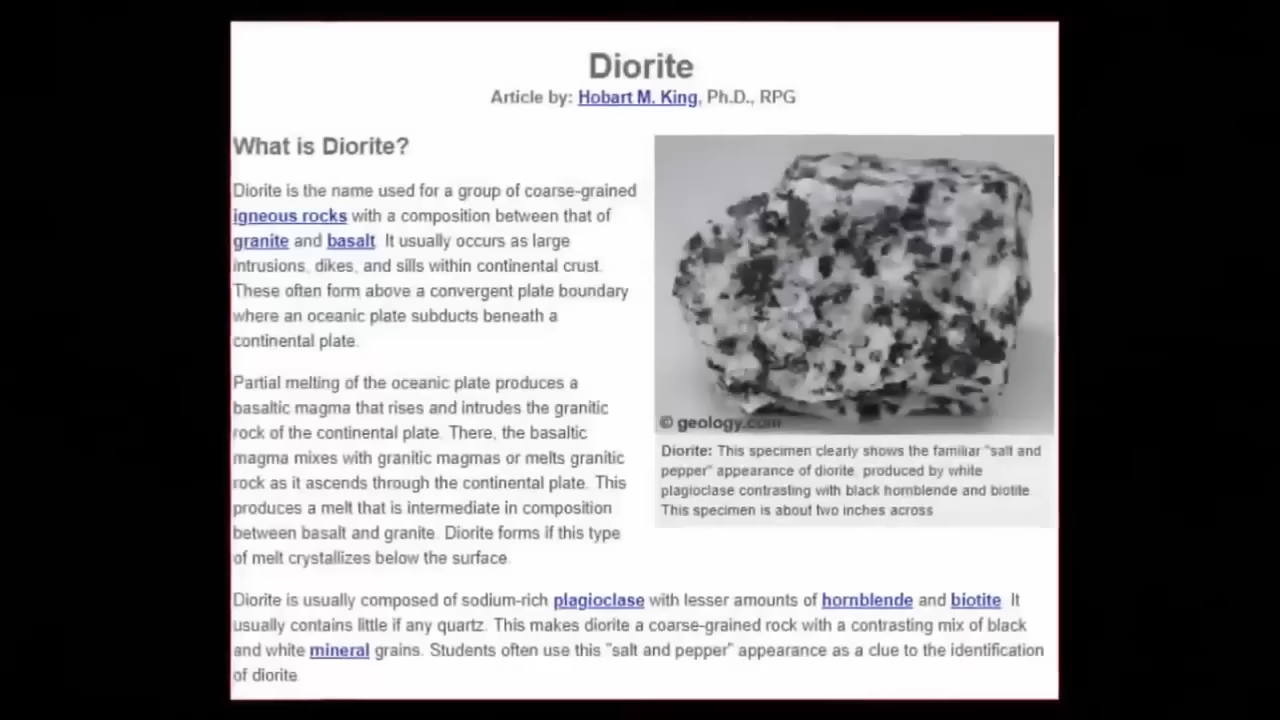 Diorite
Article by: Hobart M. King, Ph.D., RPG
What is Diorite?
Diorite is the name used for a group of coarse-grained
igneous rocks with a composition between that of
granite and basalt. It usually occurs as large
intrusions, dikes, and sills within continental crust.
These often form above a convergent plate boundary
where an oceanic plate subducts beneath a
continental plate.
Partial melting of the oceanic plate produces a
basaltic magma that rises and intrudes the granitic
rock of the continental plate. There, the basaltic
magma mixes with granitic magmas or melts granitic
rock as it ascends through the continental plate. This
produces a melt that is intermediate in composition
between basalt and granite. Diorite forms if this type
of melt crystallizes below the surface.
© geology.com
Diorite: This specimen clearly shows the familiar "salt and
pepper" appearance of diorite, produced by white
plagioclase contrasting with black hornblende and biotite.
This specimen is about two inches across
Diorite is usually composed of sodium-rich plagioclase with lesser amounts of hornblende and biotite. It
usually contains little if any quartz. This makes diorite a coarse-grained rock with a contrasting mix of black
and white mineral grains. Students often use this "salt and pepper" appearance as a clue to the identification
of diorite.